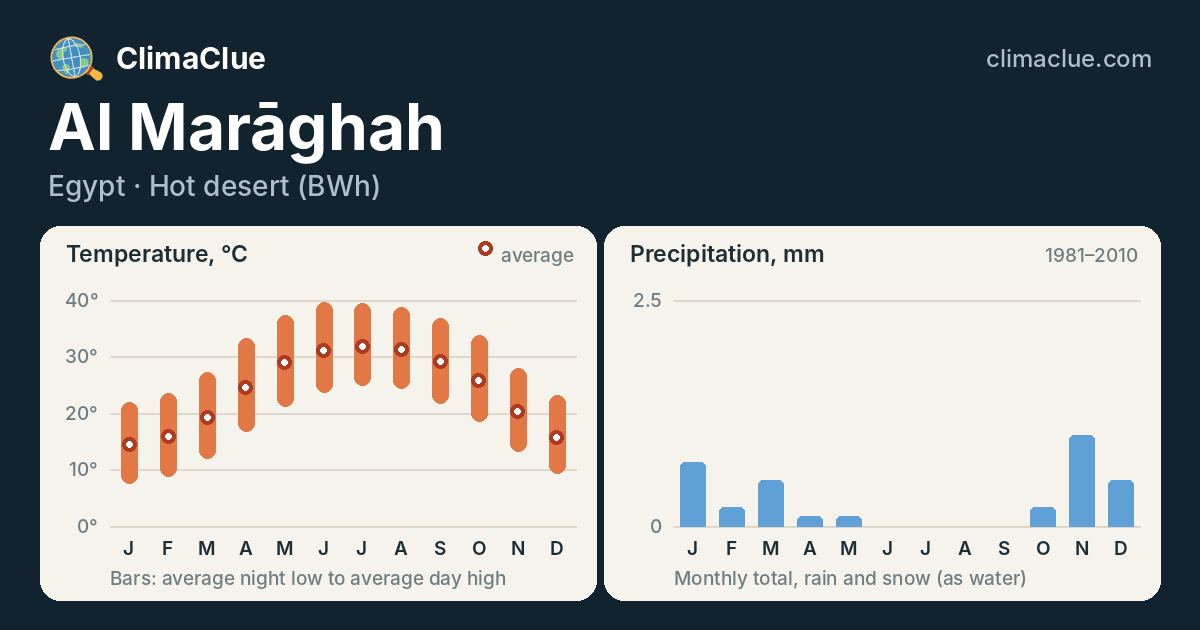 ClimaClue
climaclue.com
Al Marāghah
Egypt · Hot desert (BWh)
Temperature, °C
average
40°
30°
20°
10°
0°
J F M A M J J A S O N D
Bars: average night low to average day high
Precipitation, mm
1981–2010
2.5
0
J F M A M J J A S O N D
Monthly total, rain and snow (as water)